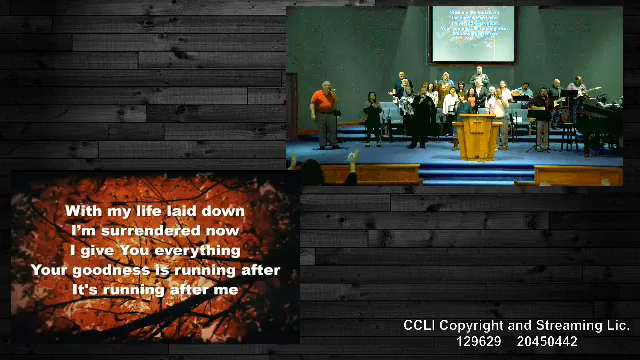 With my life laid down
I'm surrendered now
I give You everything
Your goodness is running after
It's running after me
CCLI Copyright and Streaming Lic.
129629 20450442